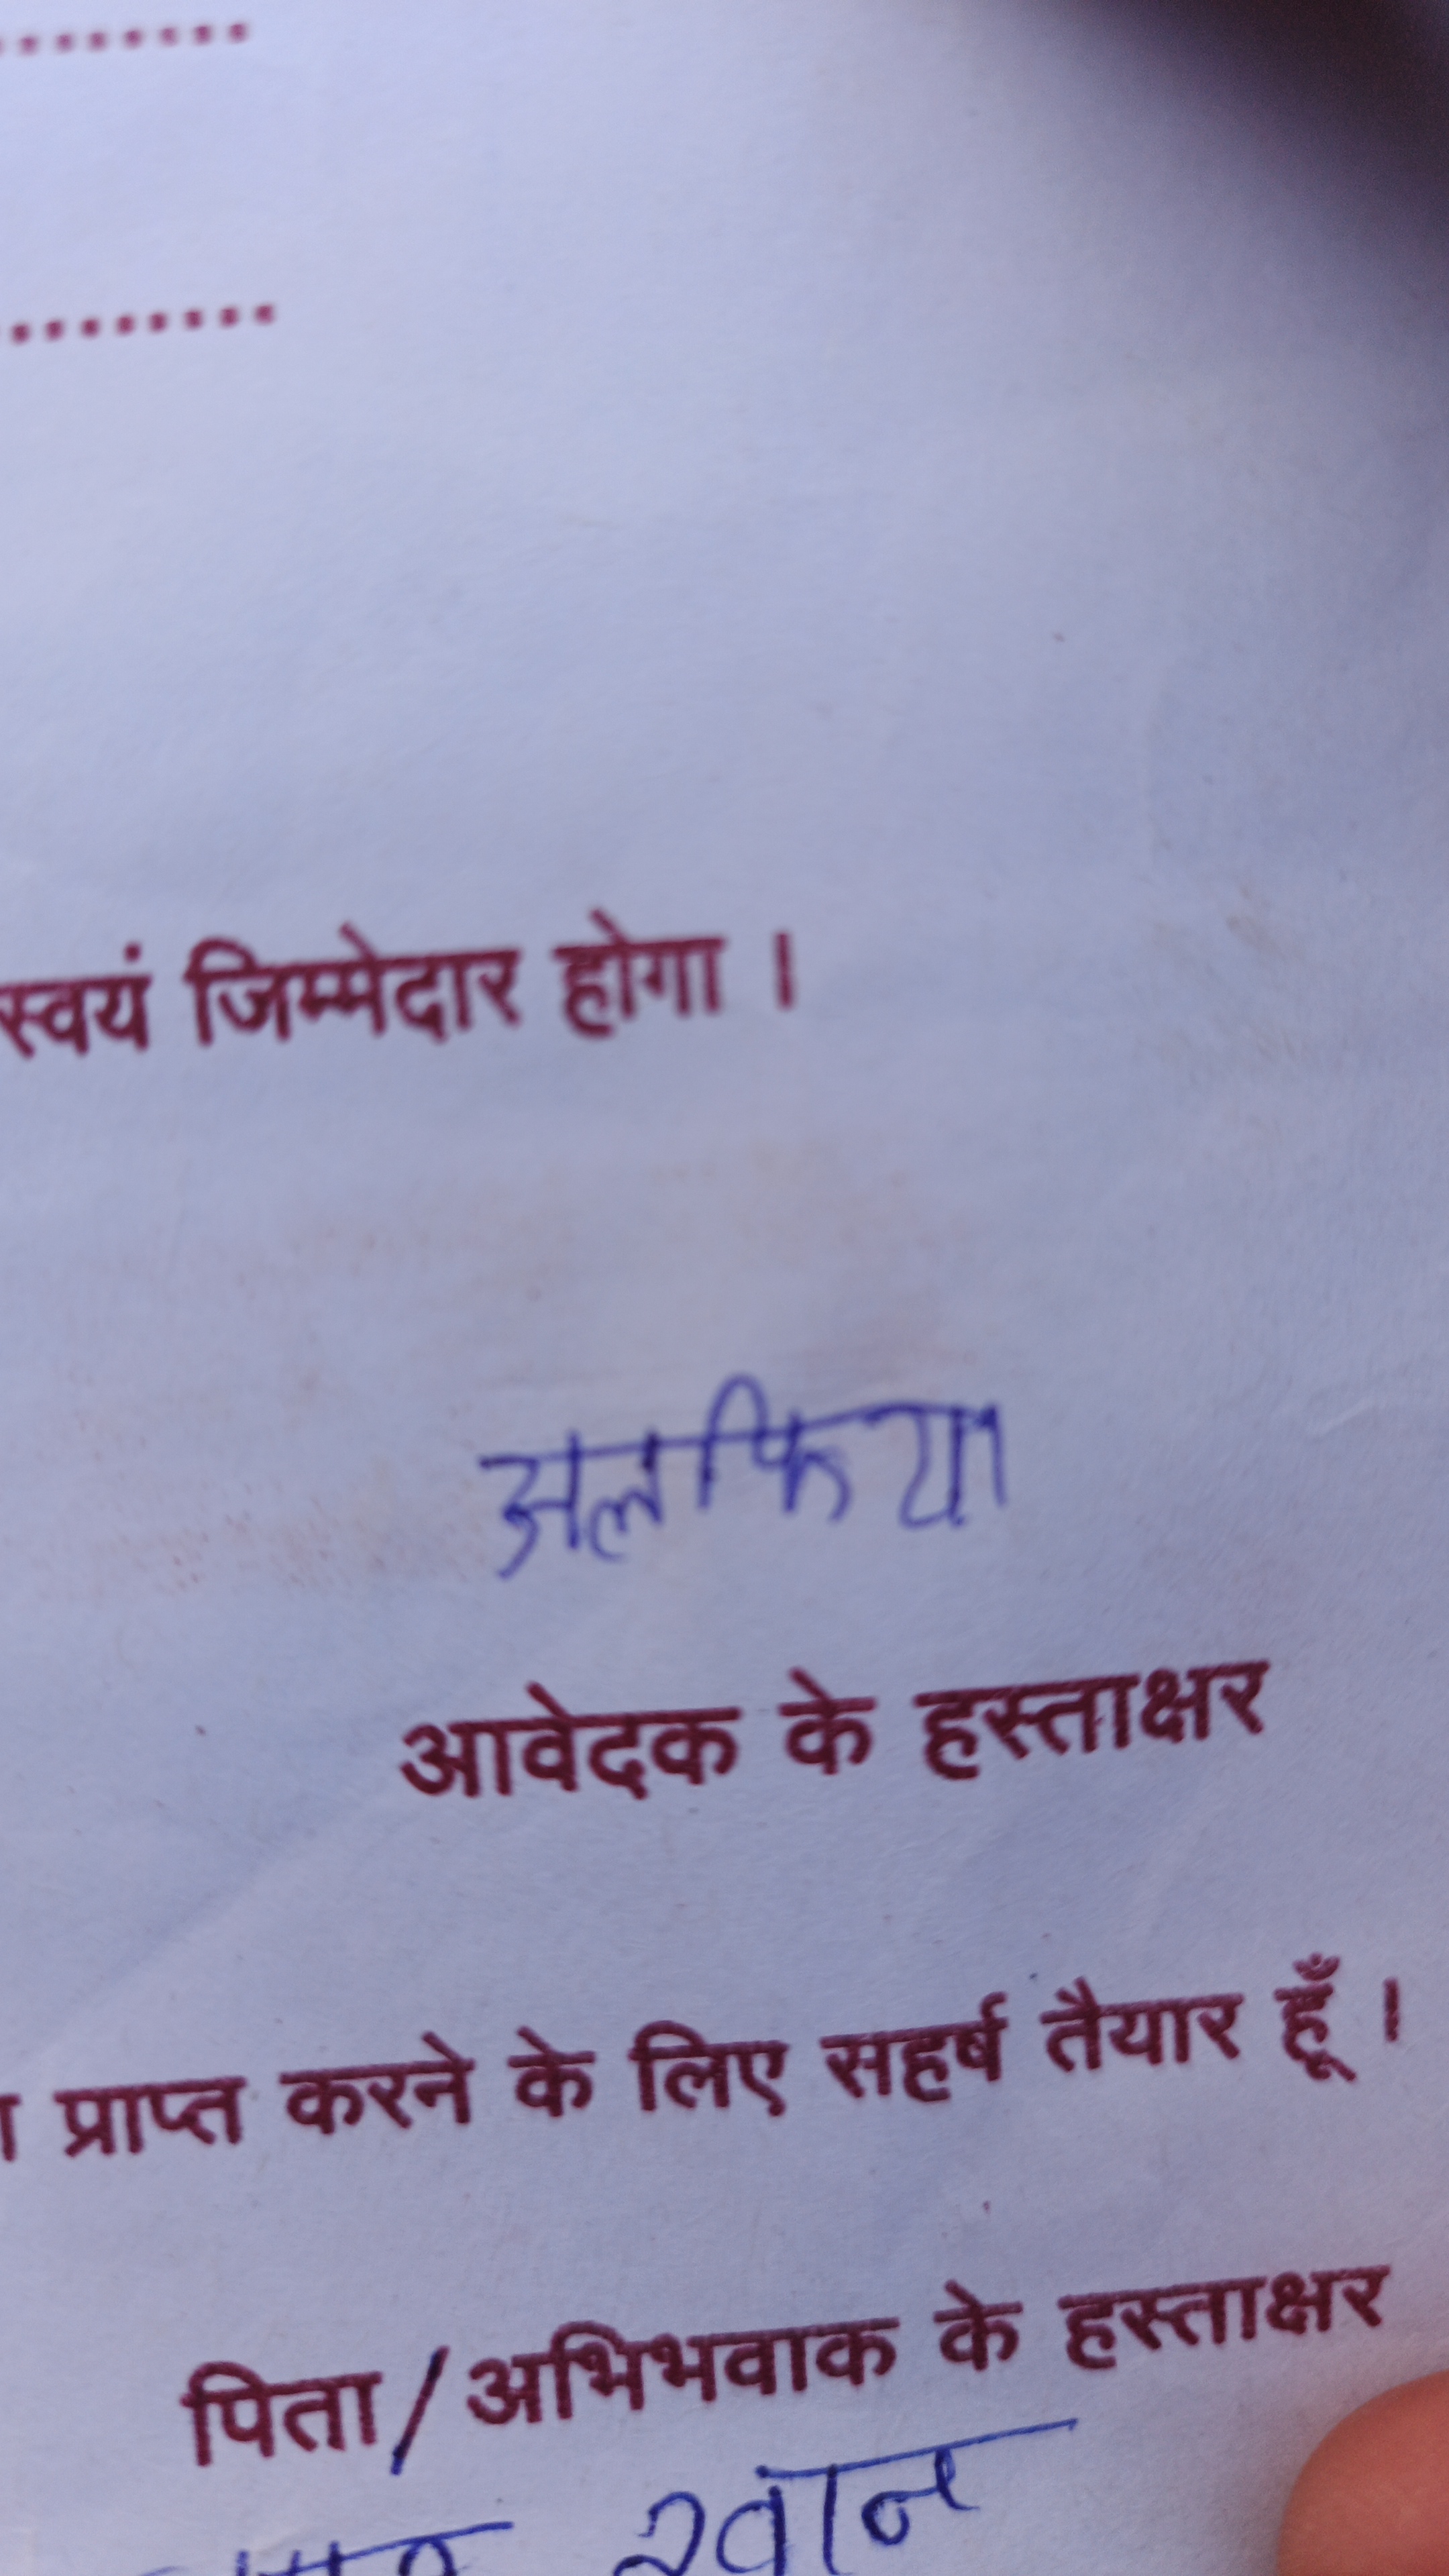 ........
........
स्वयं जिम्मेदार होगा ।
अलफिया
आवेदक के हस्ताक्षर
प्राप्त करने के लिए सहर्ष तैयार हूँ ।
पिता/अभिभवाक के हस्ताक्षर
खान